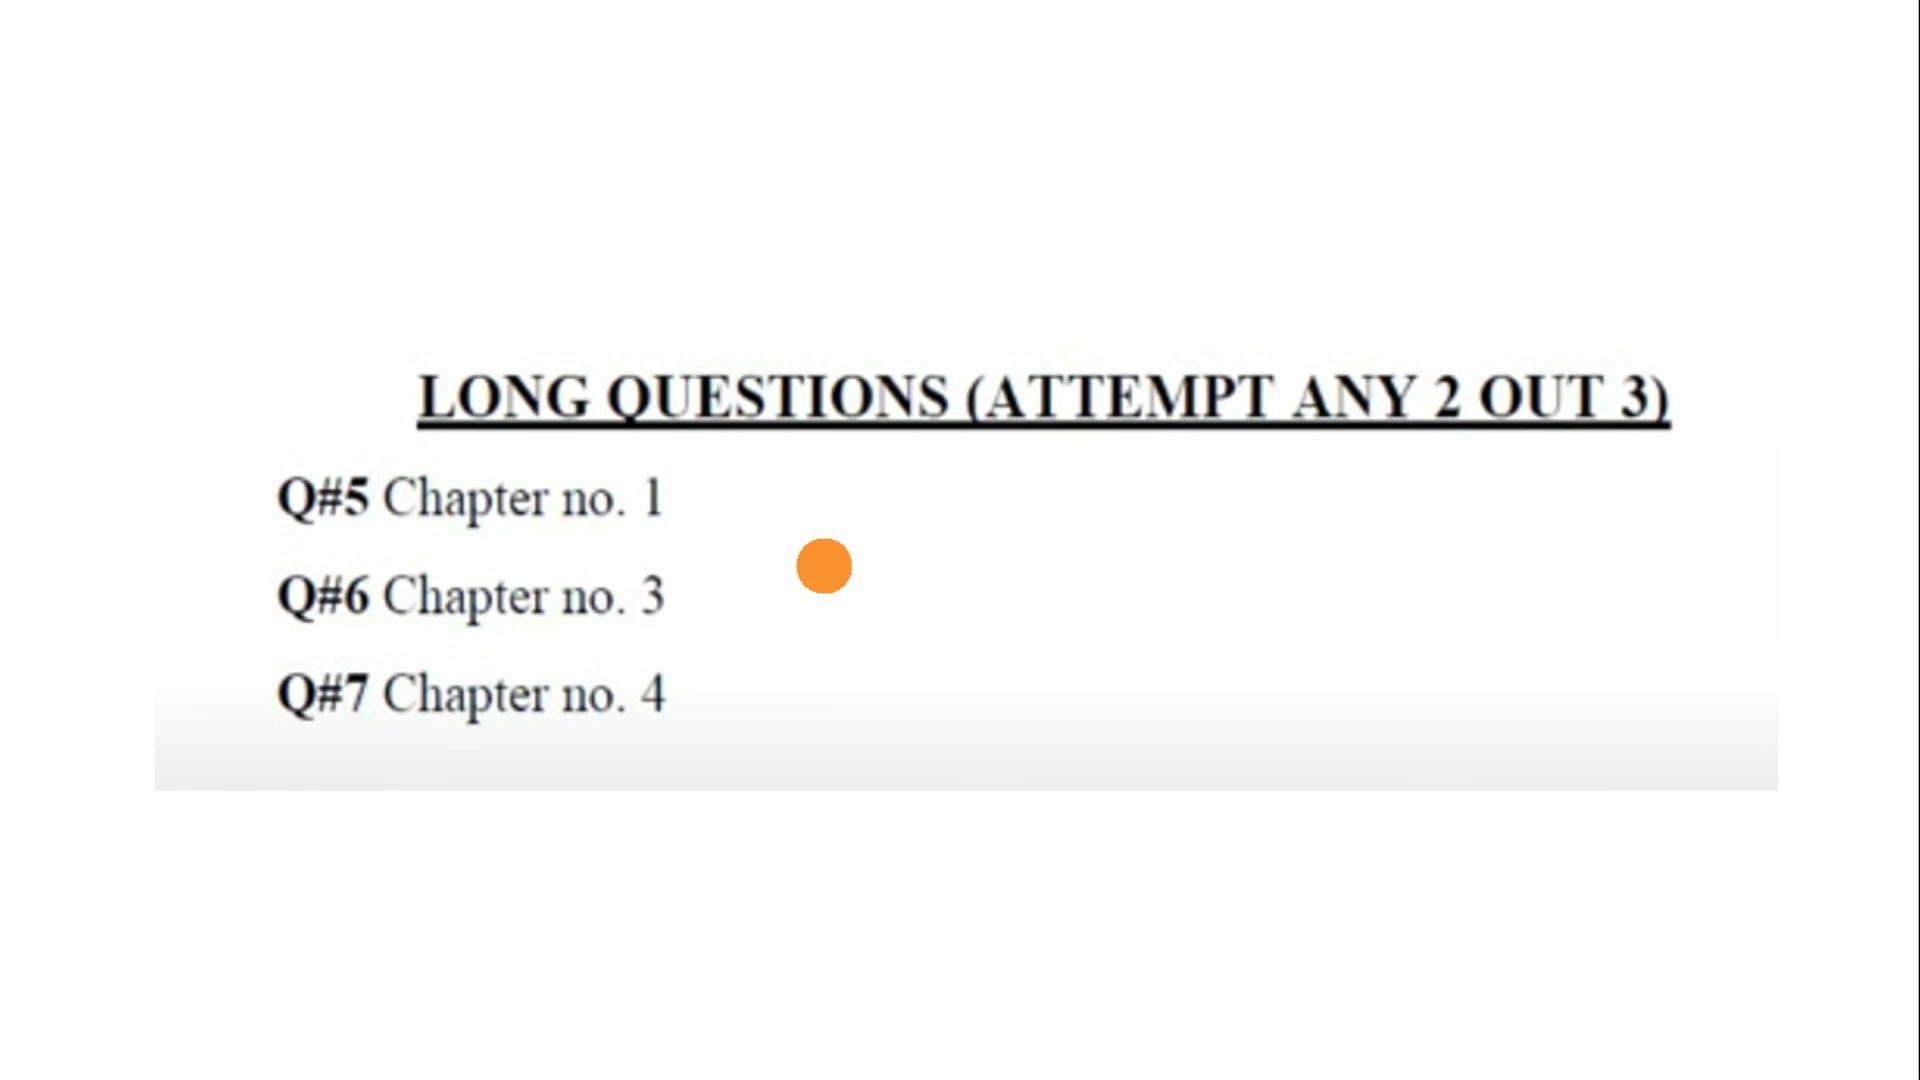 LONG QUESTIONS (ATTEMPT ANY 2 OUT 3)
Q#5 Chapter no. 1
Q#6 Chapter no. 3
Q#7 Chapter no. 4